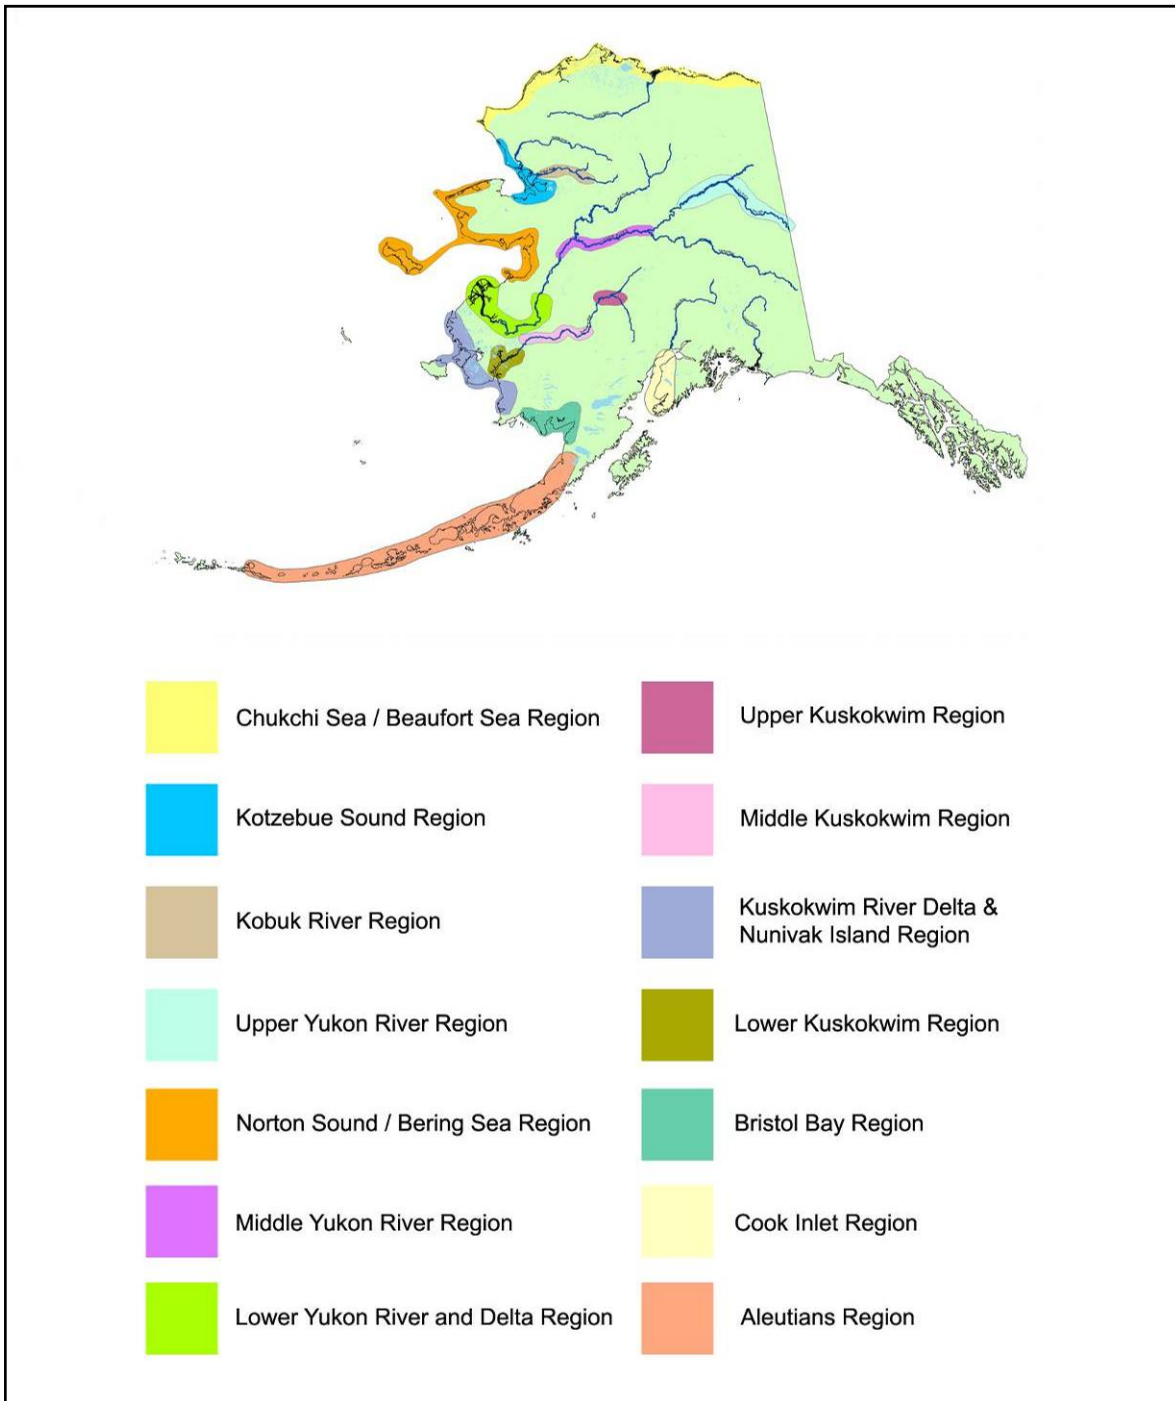 Chukchi Sea / Beaufort Sea Region
Kotzebue Sound Region
Kobuk River Region
Upper Yukon River Region
Norton Sound / Bering Sea Region
Middle Yukon River Region
Lower Yukon River and Delta Region
Upper Kuskokwim Region
Middle Kuskokwim Region
Kuskokwim River Delta &
Nunivak Island Region
Lower Kuskokwim Region
Bristol Bay Region
Cook Inlet Region
Aleutians Region